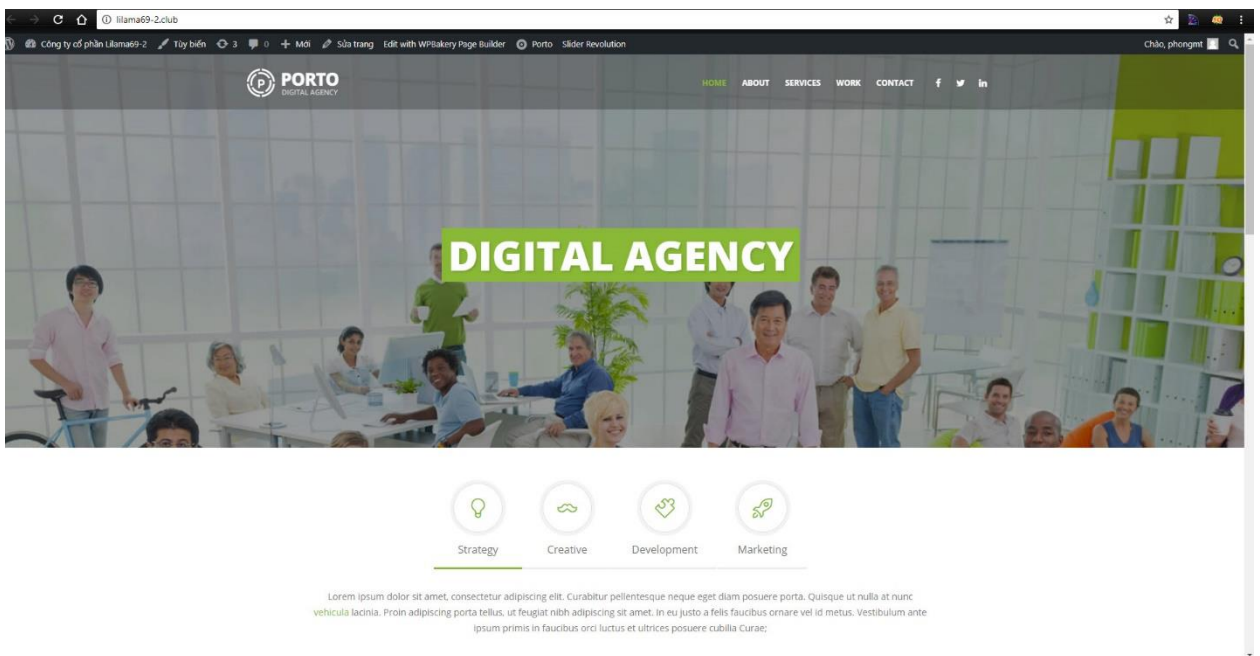 lilama69-2.club
Công ty cổ phần Lilama69-2 Tùy biến 3 0 Mới Sửa trang Edit with WPBakery Page Builder Porto Slider Revolution Chào, phongmt
P PORTO
DIGITAL AGENCY
HOME ABOUT SERVICES WORK CONTACT f in
DIGITAL AGENCY
Strategy Creative Development Marketing
Lorem ipsum dolor sit amet, consectetur adipiscing elit. Curabitur pellentesque neque eget diam posuere porta. Quisque ut nulla at nunc
vehicula lacinia. Proin adipiscing porta tellus, ut feugiat nibh adipiscing sit amet. In eu justo a felis faucibus ornare vel id metus. Vestibulum ante
ipsum primis in faucibus orci luctus et ultrices posuere cubilia Curae;